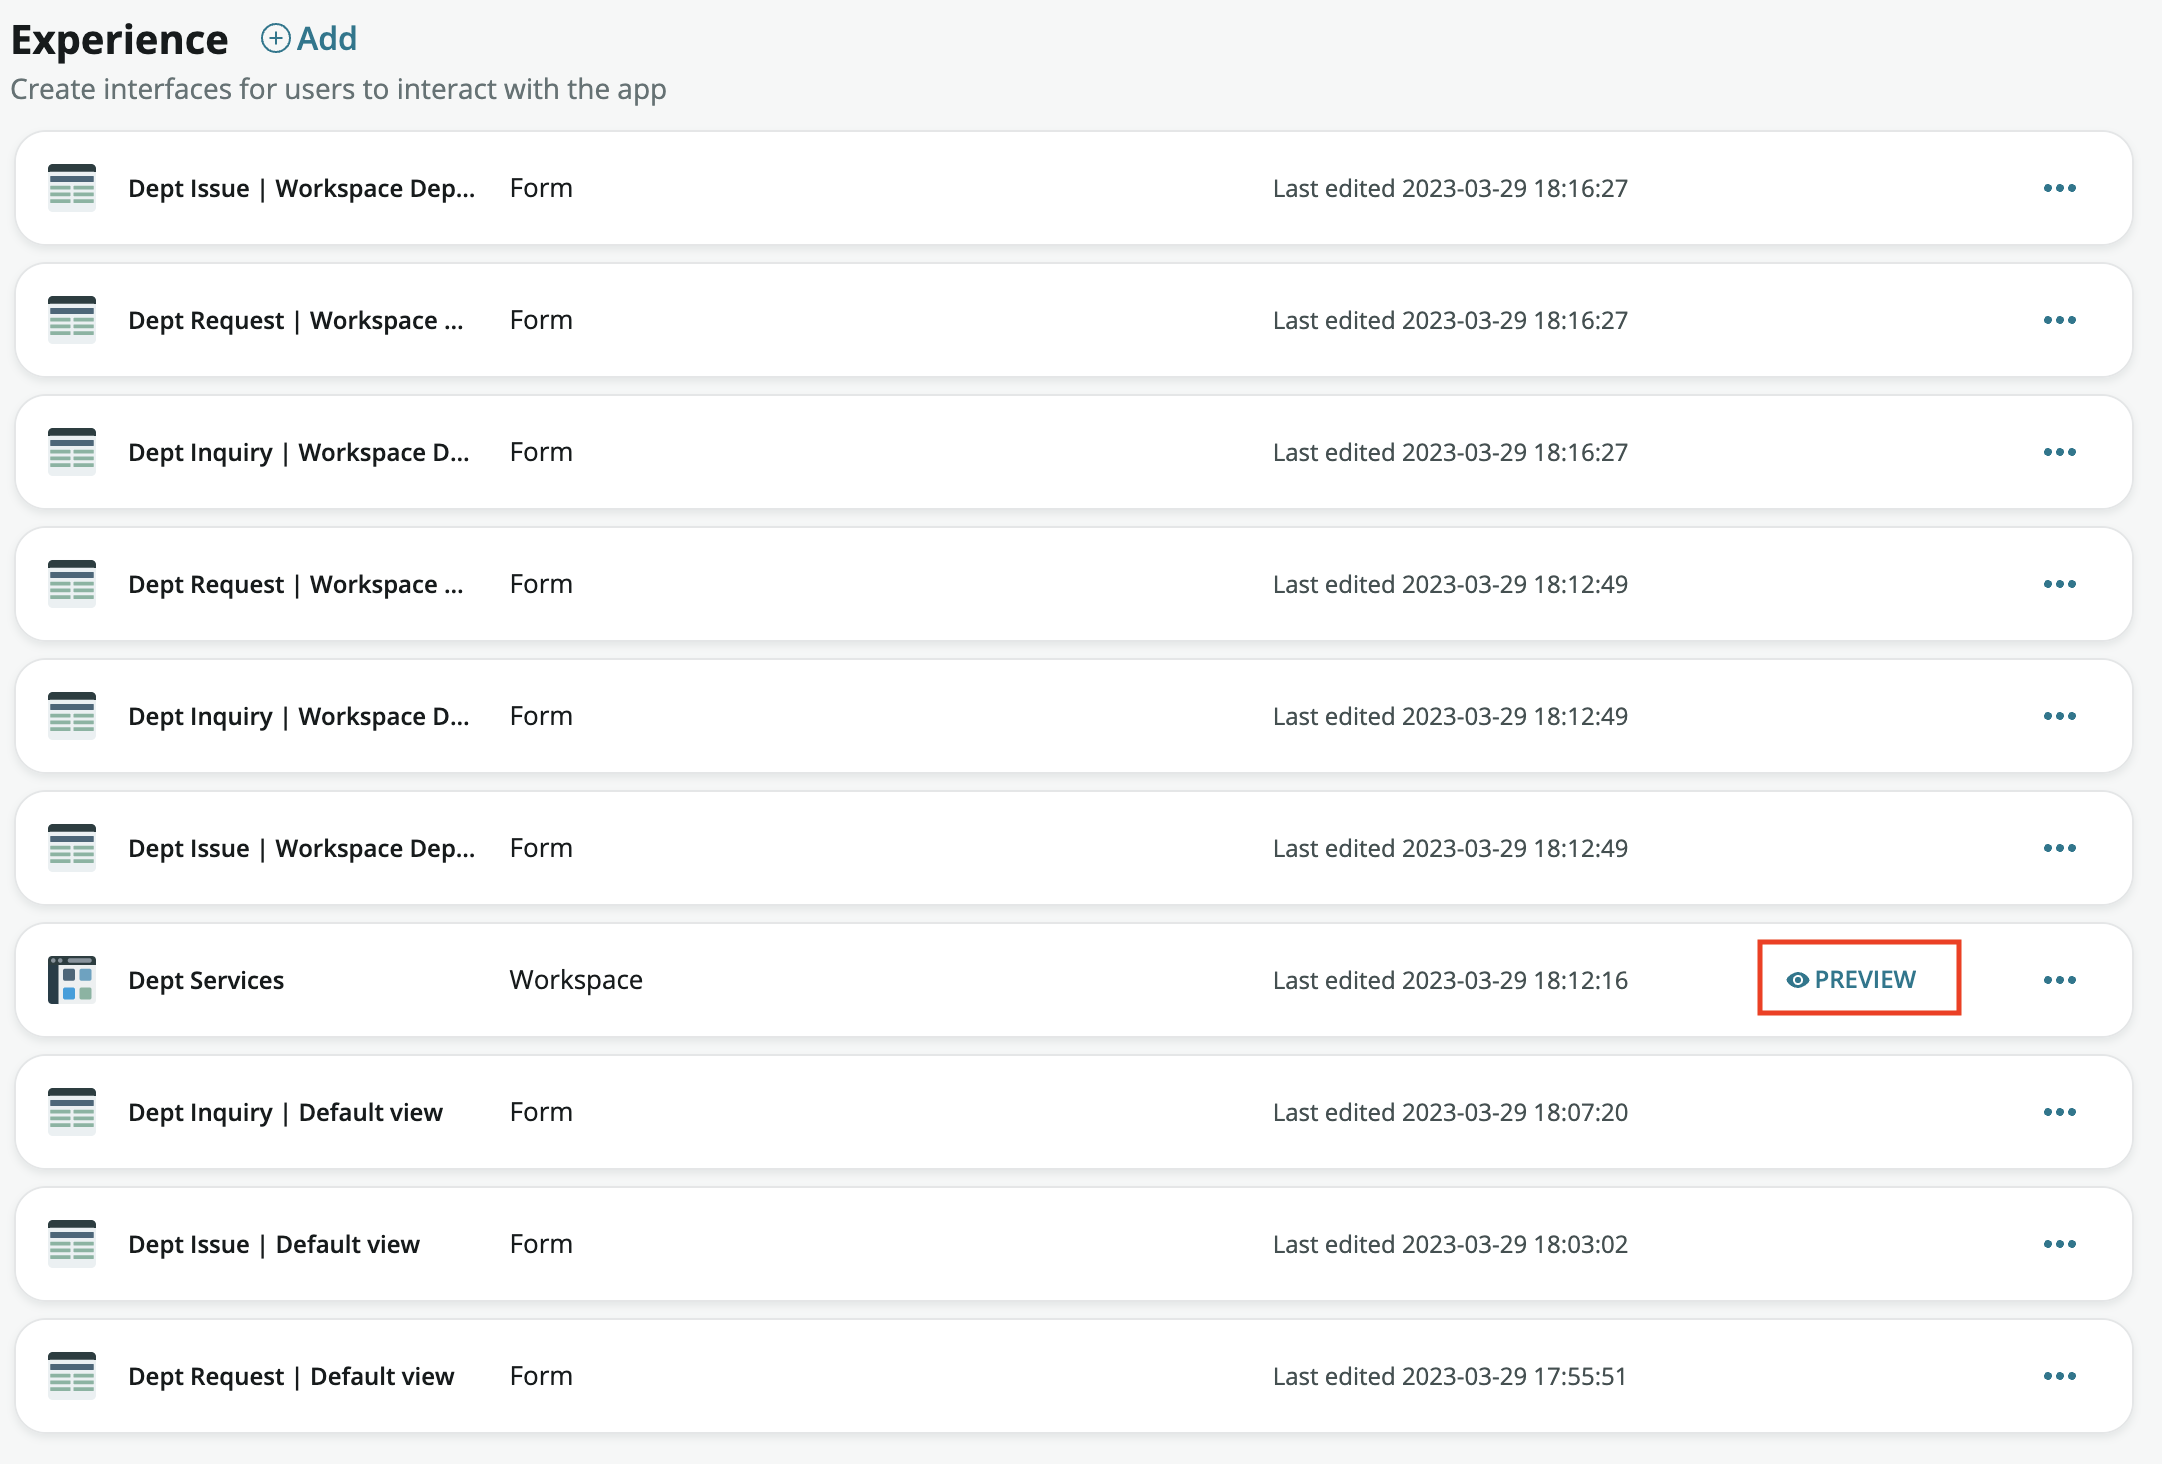 Experience Add
Create interfaces for users to interact with the app
Dept Issue | Workspace Dep... Form Last edited 2023-03-29 18:16:27
Dept Request | Workspace ... Form Last edited 2023-03-29 18:16:27
Dept Inquiry | Workspace D... Form Last edited 2023-03-29 18:16:27
Dept Request | Workspace ... Form Last edited 2023-03-29 18:12:49
Dept Inquiry | Workspace D... Form Last edited 2023-03-29 18:12:49
Dept Issue | Workspace Dep... Form Last edited 2023-03-29 18:12:49
Dept Services Workspace Last edited 2023-03-29 18:12:16 PREVIEW
Dept Inquiry | Default view Form Last edited 2023-03-29 18:07:20
Dept Issue | Default view Form Last edited 2023-03-29 18:03:02
Dept Request | Default view Form Last edited 2023-03-29 17:55:51